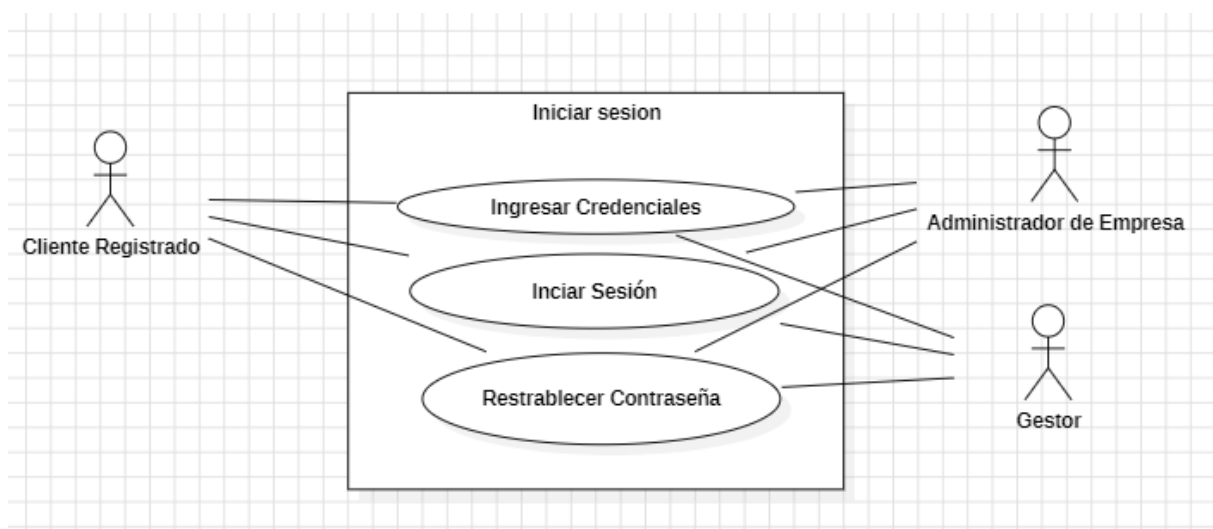 Iniciar sesion
Ingresar Credenciales
Cliente Registrado
Administrador de Empresa
Inciar Sesión
Restrablecer Contraseña
Gestor